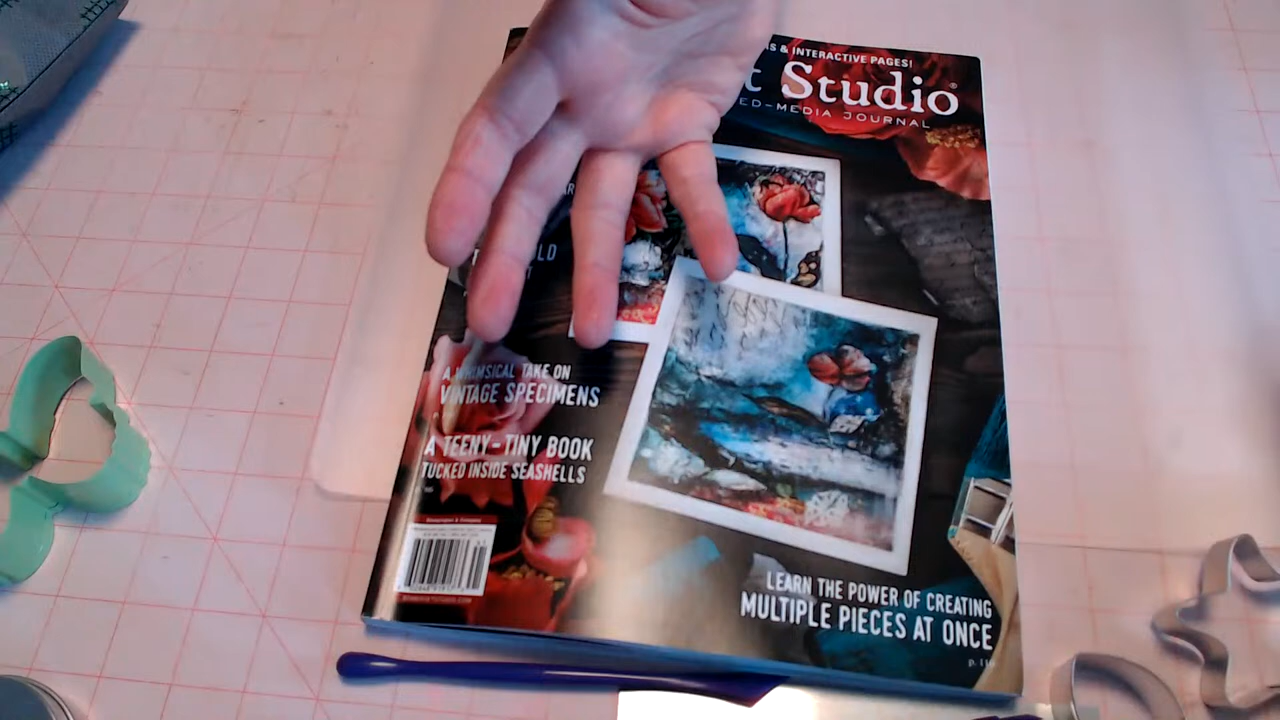 S & INTERACTIVE PAGES!
t Studio
ED-MEDIA JOURNAL
OLD
A WHIMSICAL TAKE ON
VINTAGE SPECIMENS
A TEENY-TINY BOOK
TUCKED INSIDE SEASHELLS
LEARN THE POWER OF CREATING
MULTIPLE PIECES AT ONCE